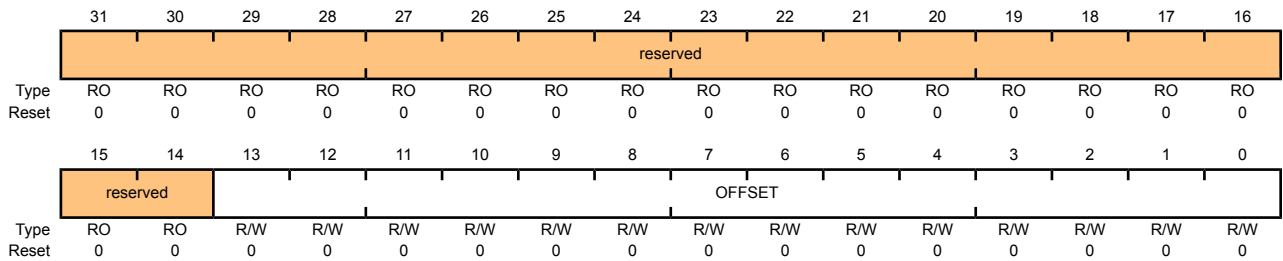 31 30 29 28 27 26 25 24 23 22 21 20 19 18 17 16
reserved
Type RO RO RO RO RO RO RO RO RO RO RO RO RO RO RO RO
Reset 0 0 0 0 0 0 0 0 0 0 0 0 0 0 0 0
15 14 13 12 11 10 9 8 7 6 5 4 3 2 1 0
reserved OFFSET
Type RO RO R/W R/W R/W R/W R/W R/W R/W R/W R/W R/W R/W R/W R/W R/W
Reset 0 0 0 0 0 0 0 0 0 0 0 0 0 0 0 0